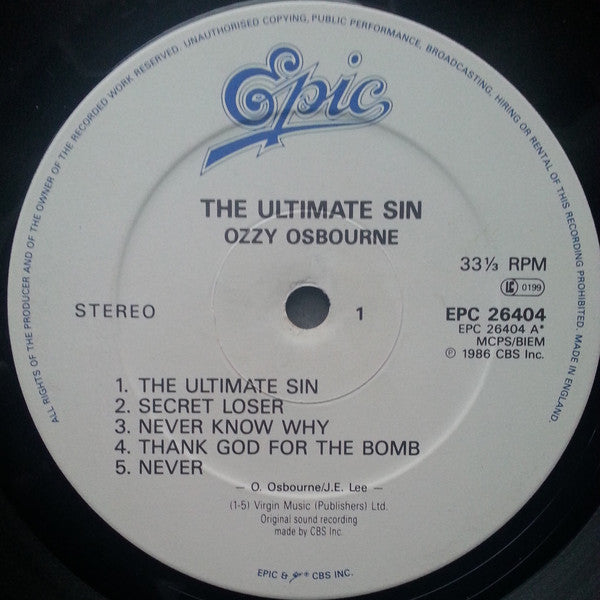 ALL RIGHTS OF THE PRODUCER AND OF THE OWNER OF THE RECORDED WORK RESERVED. UNAUTHORISED COPYING, PUBLIC PERFORMANCE, BROADCASTING, HIRING OR RENTAL OF THIS RECORDING PROHIBITED. MADE IN ENGLAND.
Epic
THE ULTIMATE SIN
OZZY OSBOURNE
33⅓ RPM
LC 0199
STEREO
1
EPC 26404
EPC 26404 A*
MCPS/BIEM
℗ 1986 CBS Inc.
1. THE ULTIMATE SIN
2. SECRET LOSER
3. NEVER KNOW WHY
4. THANK GOD FOR THE BOMB
5. NEVER
— O. Osbourne/J.E. Lee —
(1-5) Virgin Music (Publishers) Ltd.
Original sound recording
made by CBS Inc.
EPIC & CBS INC.